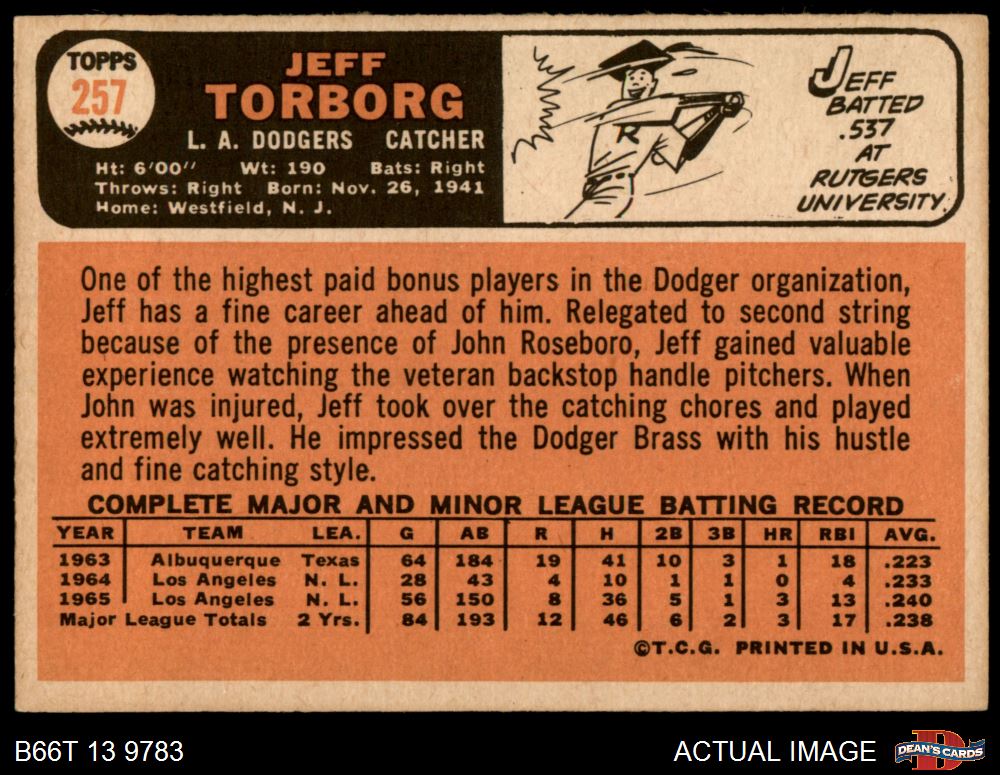 TOPPS
257
JEFF
TORBORG
L. A. DODGERS CATCHER
Ht: 6'00" Wt: 190 Bats: Right
Throws: Right Born: Nov. 26, 1941
Home: Westfield, N. J.
R
JEFF
BATTED
.537
AT
RUTGERS
UNIVERSITY.
One of the highest paid bonus players in the Dodger organization,
Jeff has a fine career ahead of him. Relegated to second string
because of the presence of John Roseboro, Jeff gained valuable
experience watching the veteran backstop handle pitchers. When
John was injured, Jeff took over the catching chores and played
extremely well. He impressed the Dodger Brass with his hustle
and fine catching style.
COMPLETE MAJOR AND MINOR LEAGUE BATTING RECORD
YEAR TEAM LEA. G AB R H 2B 3B HR RBI AVG.
1963 Albuquerque Texas 64 184 19 41 10 3 1 18 .223
1964 Los Angeles N. L. 28 43 4 10 1 1 0 4 .233
1965 Los Angeles N. L. 56 150 8 36 5 1 3 13 .240
Major League Totals 2 Yrs. 84 193 12 46 6 2 3 17 .238
©T.C.G. PRINTED IN U.S.A.
B66T 13 9783
ACTUAL IMAGE
D
DEAN'S CARDS